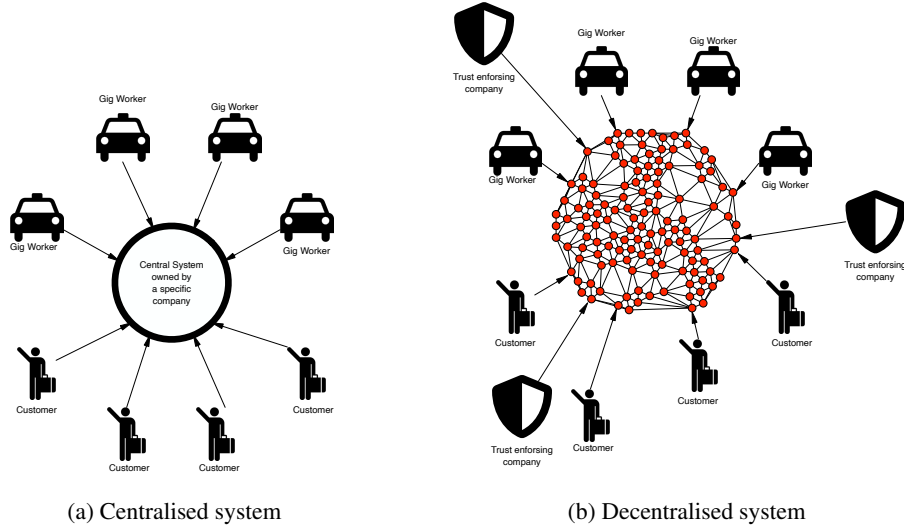 Gig Worker
Gig Worker
Gig Worker
Gig Worker
Central System
owned by
a specific
company
Customer
Customer
Customer
Customer
(a) Centralised system
Trust enforsing
company
Gig Worker
Gig Worker
Gig Worker
Gig Worker
Trust enforsing
company
Customer
Customer
Customer
Customer
Trust enforsing
company
(b) Decentralised system